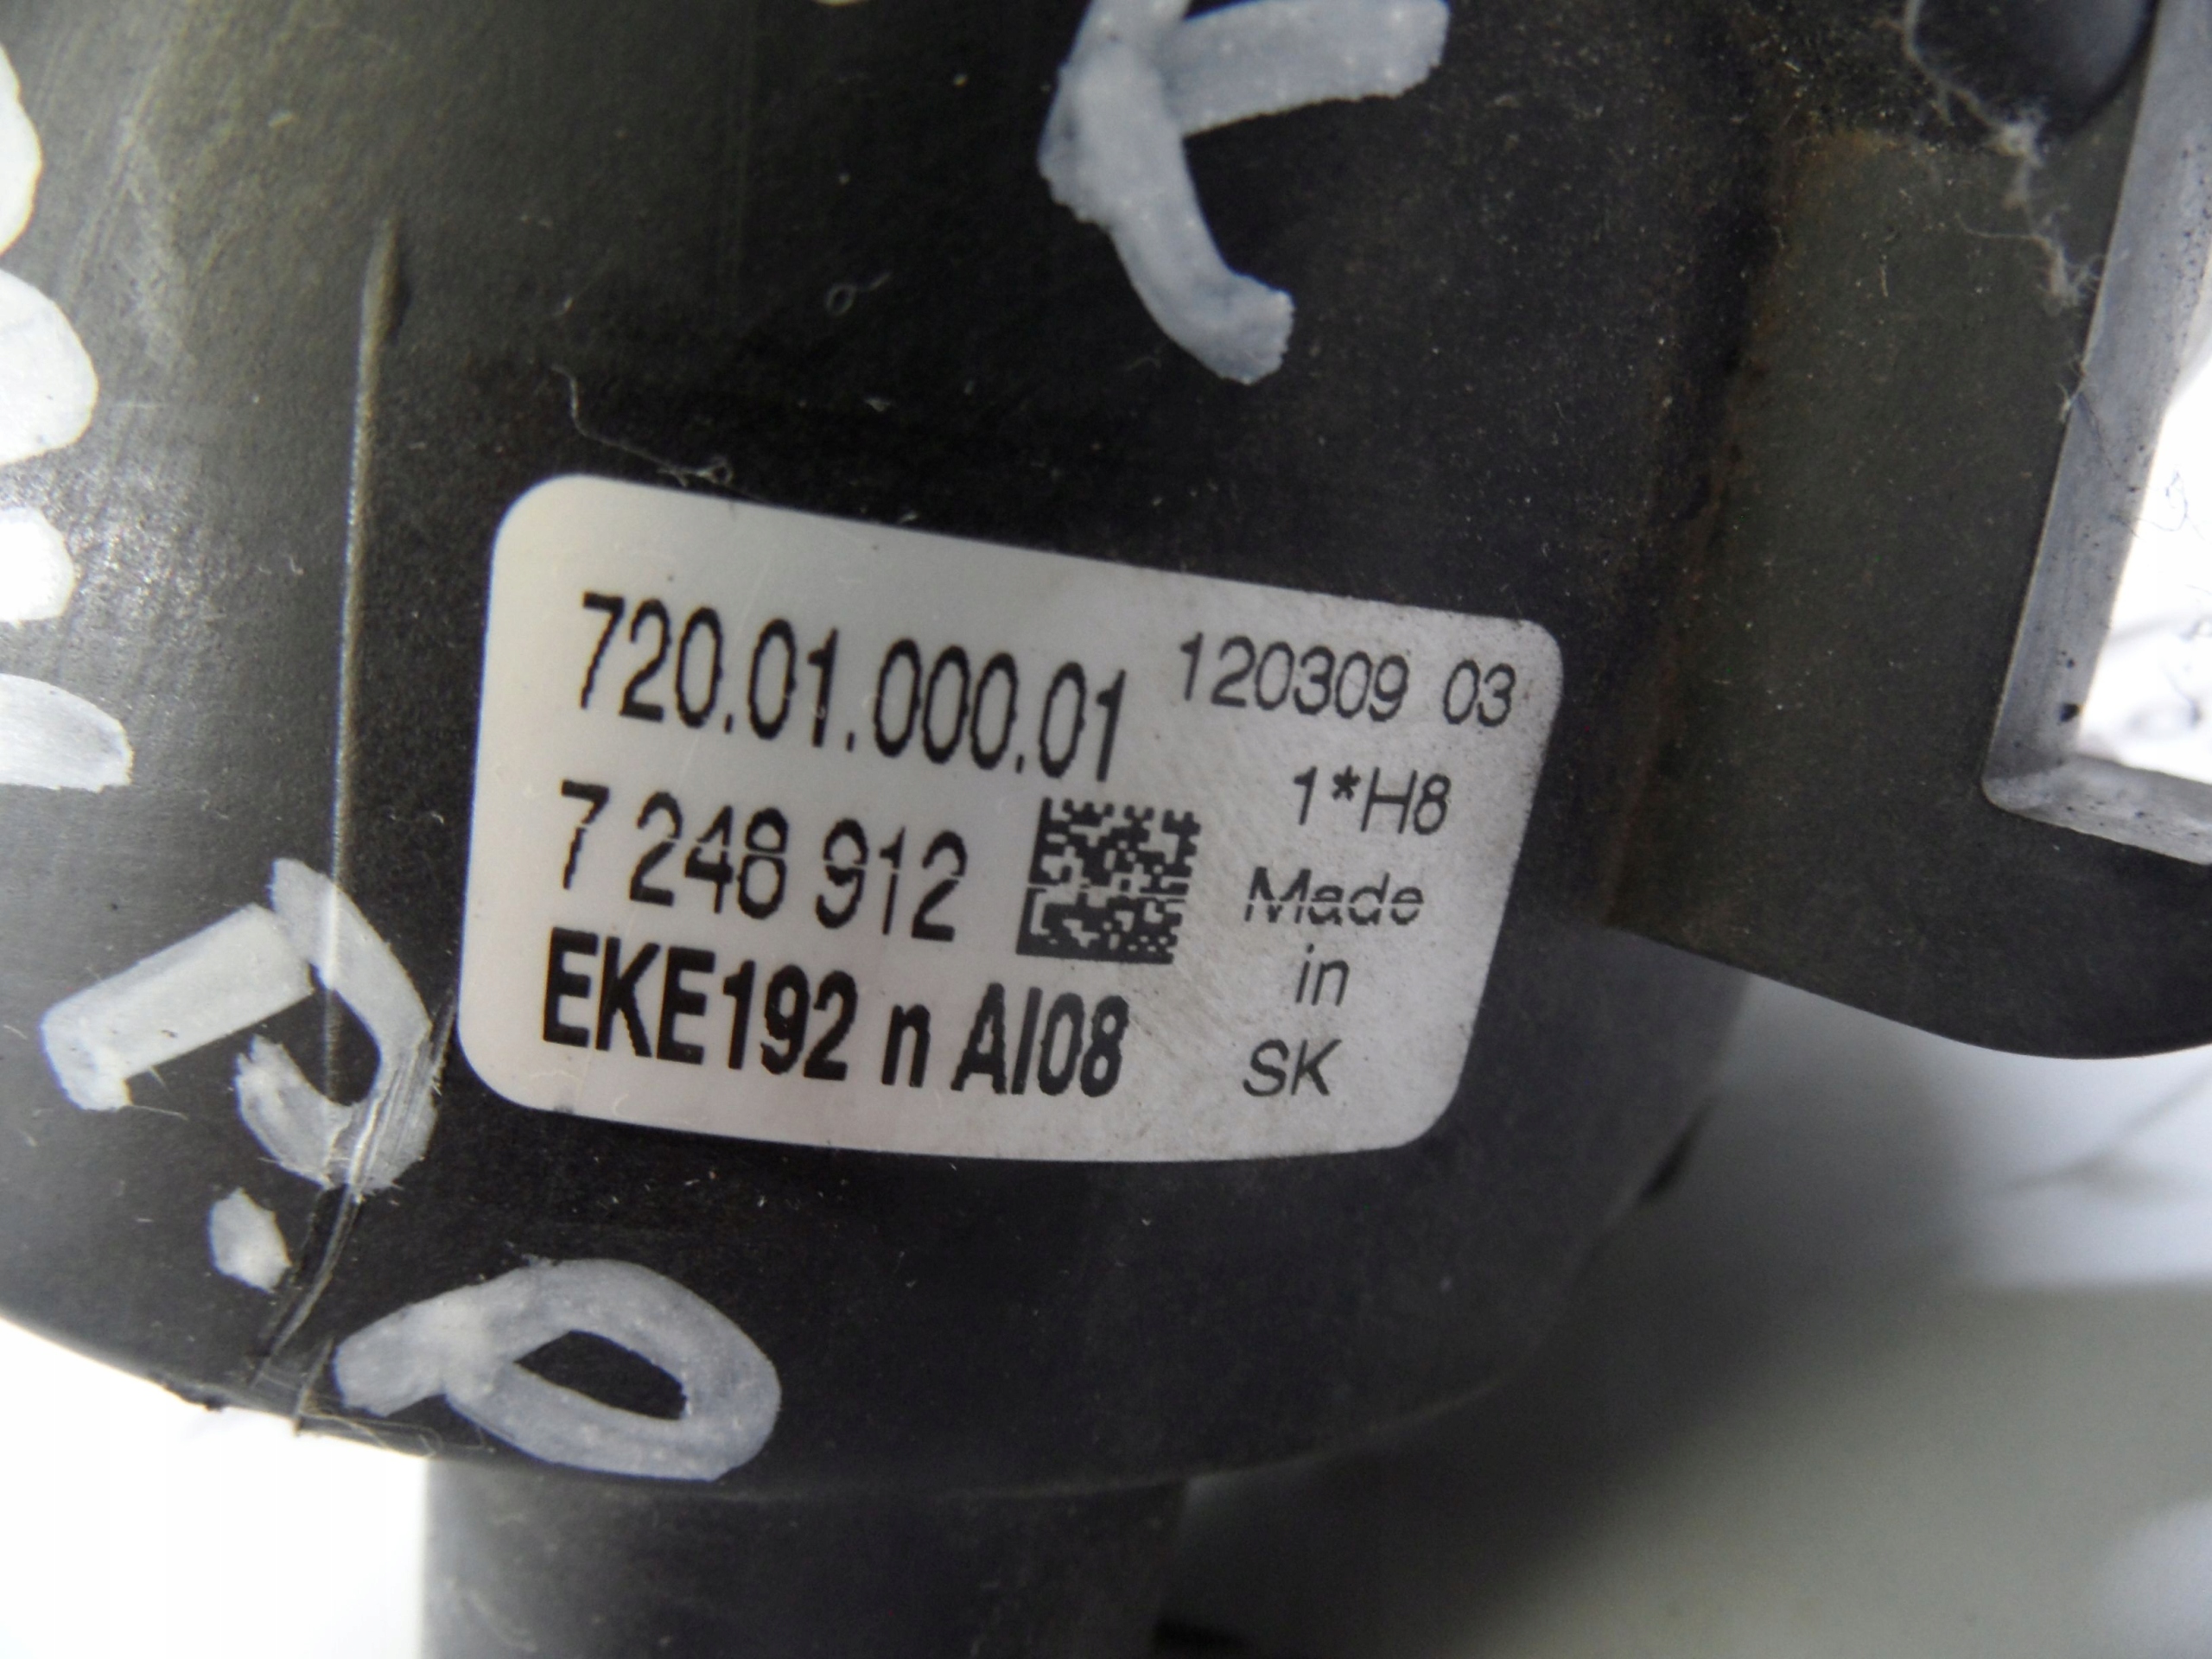 720.01.000.01 120309 03
7 248 912 1*H8
Made
in
EKE192 n AI08 SK